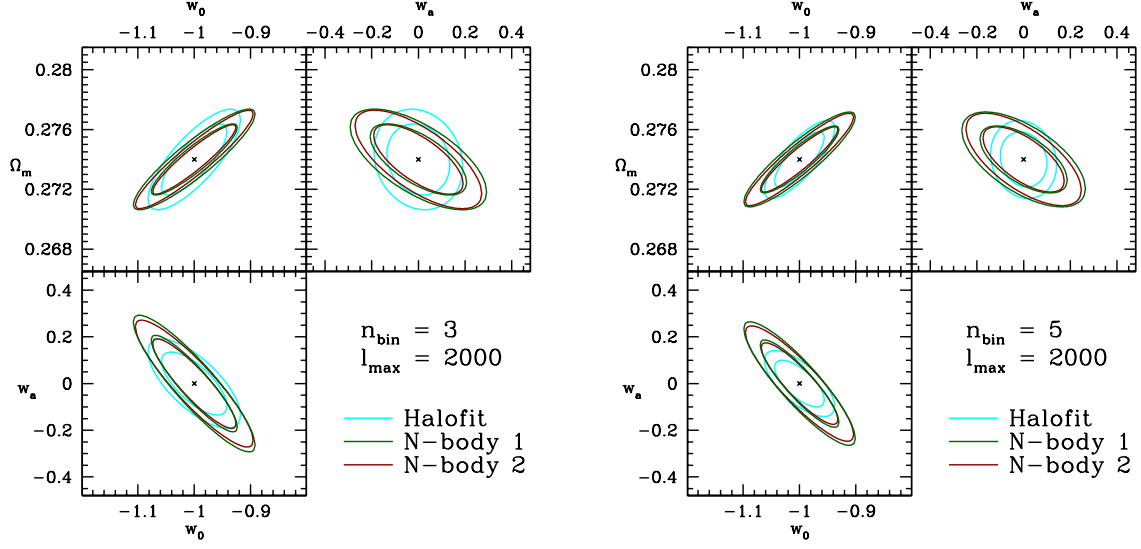 w0 wa w0 wa
−1.1 −1 −0.9 −0.4 −0.2 0 0.2 0.4 −1.1 −1 −0.9 −0.4 −0.2 0 0.2 0.4
0.28 0.28
0.276 0.276
Ωm Ωm
0.272 0.272
0.268 0.268
0.4 0.4
0.2 0.2
wa 0 wa 0
−0.2 −0.2
−0.4 −0.4
−1.1 −1 −0.9 −1.1 −1 −0.9
w0 w0
nbin = 3
lmax = 2000
Halofit
N−body 1
N−body 2
nbin = 5
lmax = 2000
Halofit
N−body 1
N−body 2